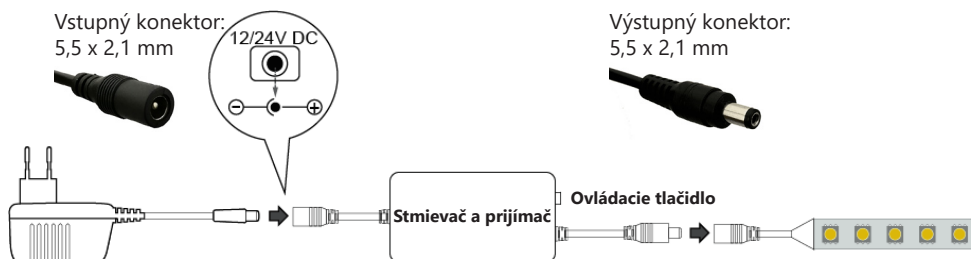 Vstupný konektor:
5,5 x 2,1 mm
12/24V DC
Výstupný konektor:
5,5 x 2,1 mm
Stmievač a prijímač
Ovládacie tlačidlo